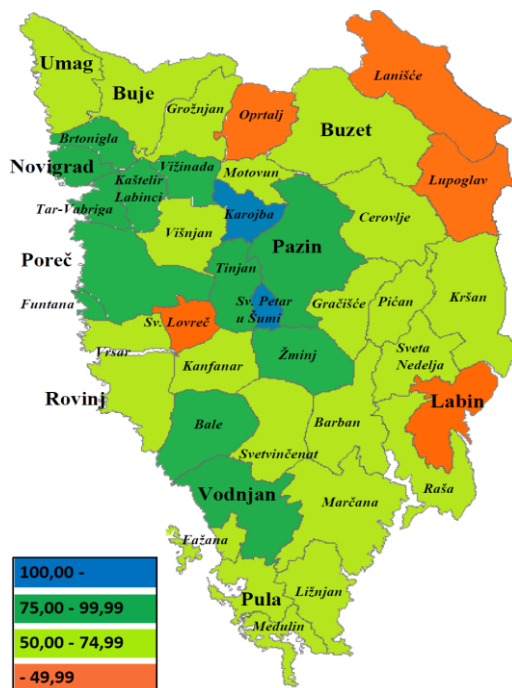 Umag
Buje
Grožnjan
Oprtalj
Lanišće
Buzet
Brtonigla
Novigrad
Vižinada
Motovun
Lupoglav
Kaštelir
Labinci
Tar-Vabriga
Karojba
Cerovlje
Višnjan
Pazin
Poreč
Tinjan
Funtana
Sv. Petar
u Šumi
Gračišće
Pićan
Kršan
Sv. Lovreč
Vrsar
Žminj
Sveta
Nedelja
Kanfanar
Rovinj
Labin
Bale
Barban
Svetvinčenat
Raša
Vodnjan
Marčana
Fažana
Pula
Ližnjan
Medulin
100,00 -
75,00 - 99,99
50,00 - 74,99
- 49,99